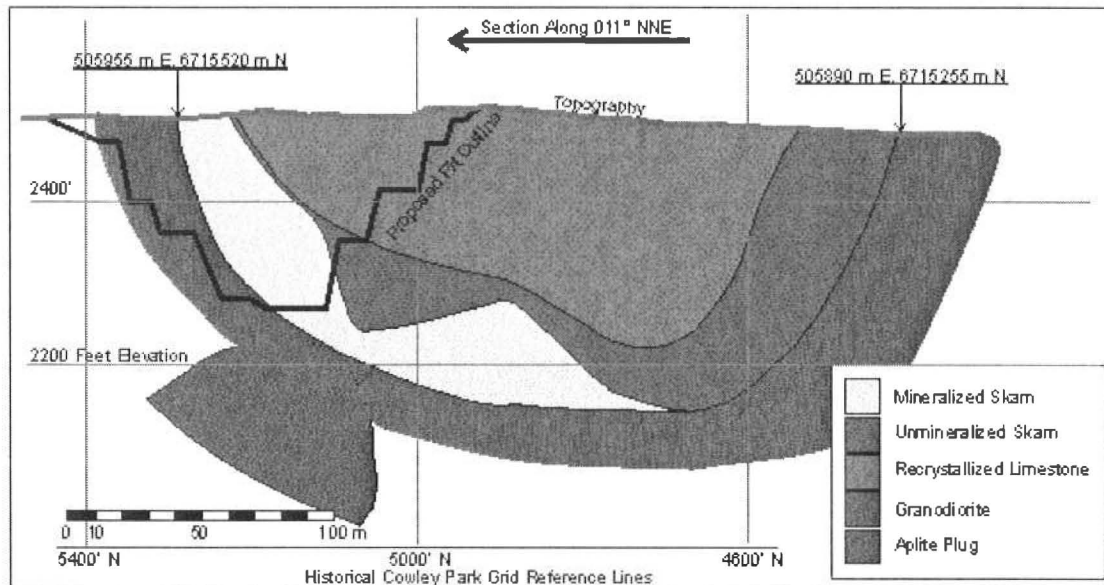 Section Along 011° NNE
505955 m E, 6715520 m N
505890 m E, 6715255 m N
Topography
Proposed Pit Outline
2400'
2200 Feet Elevation
Mineralized Skarn
Unmineralized Skarn
Recrystallized Limestone
Granodiorite
Aplite Plug
0 10 50 100 m
5400' N 5000' N 4600' N
Historical Cowley Park Grid Reference Lines